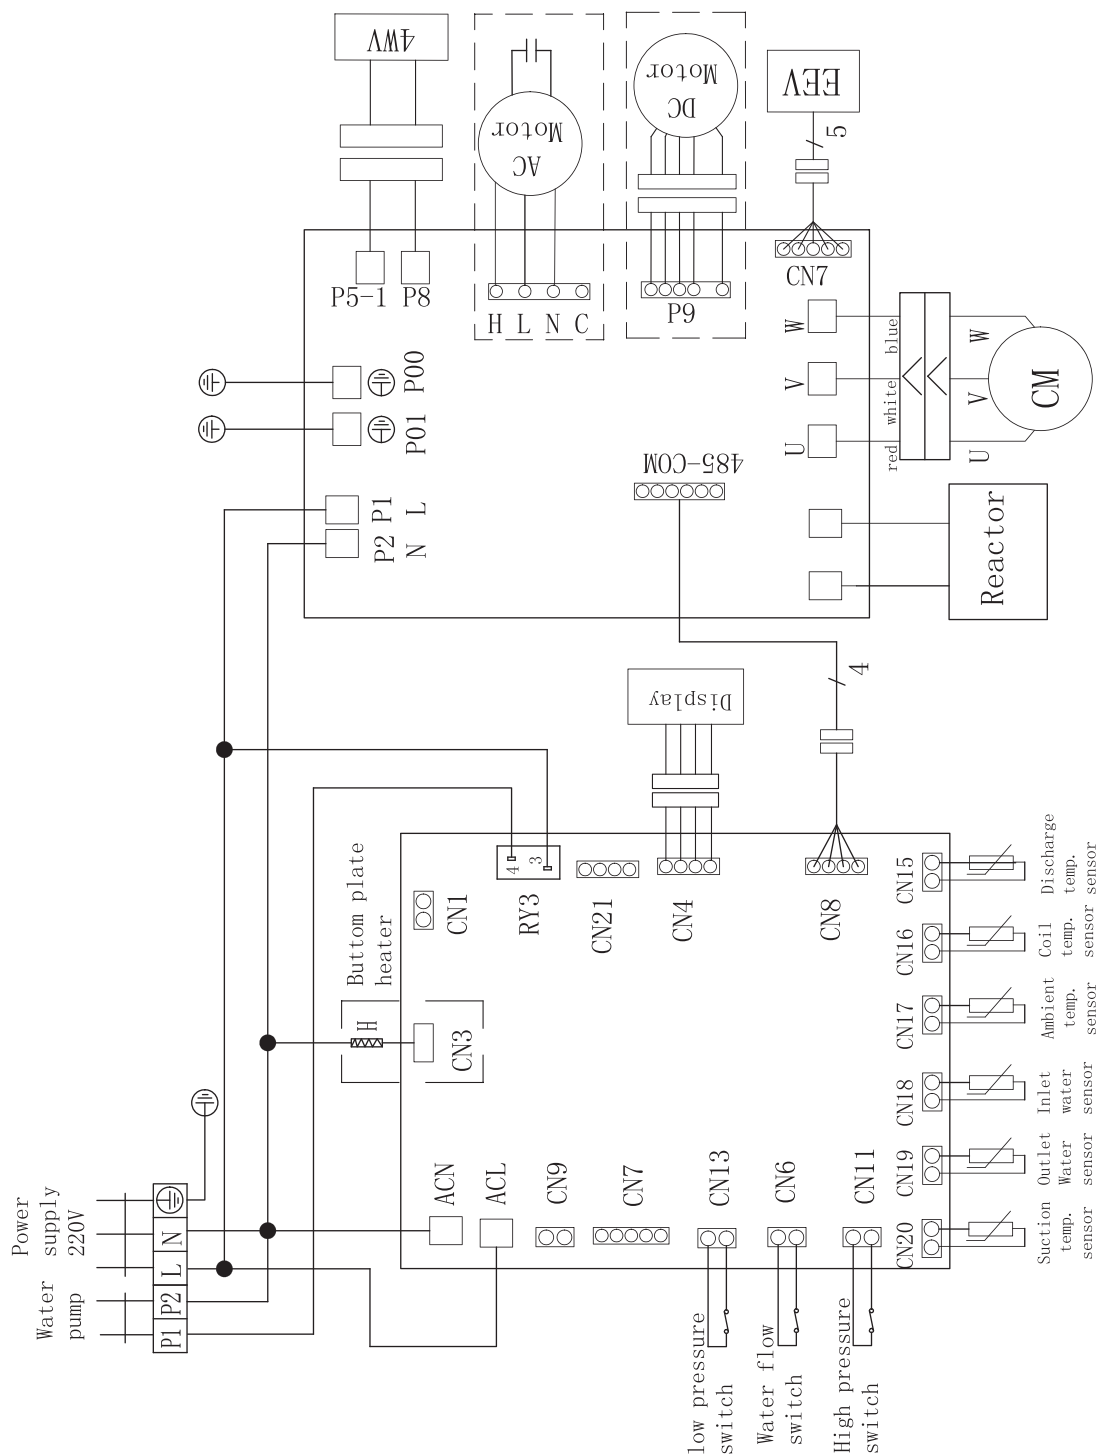 4WV
AC
Motor
DC
Motor
EEV
5
P5-1
P8
H L N C
P9
CN7
P00
P01
P1
L
P2
N
485-COM
W
V
U
blue
white
red
W
V
U
CM
Reactor
Display
4
Power
supply
220V
Water
pump
N
L
P2
P1
Buttom plate
heater
H
CN3
CN1
4
3
RY3
CN21
CN4
CN8
ACN
ACL
CN9
CN7
CN13
CN6
CN11
CN15
CN16
CN17
CN18
CN19
CN20
Discharge
temp.
sensor
Coil
temp.
sensor
Ambient
temp.
sensor
Inlet
water
sensor
Outlet
Water
sensor
Suction
temp.
sensor
low pressure
switch
Water flow
switch
High pressure
switch